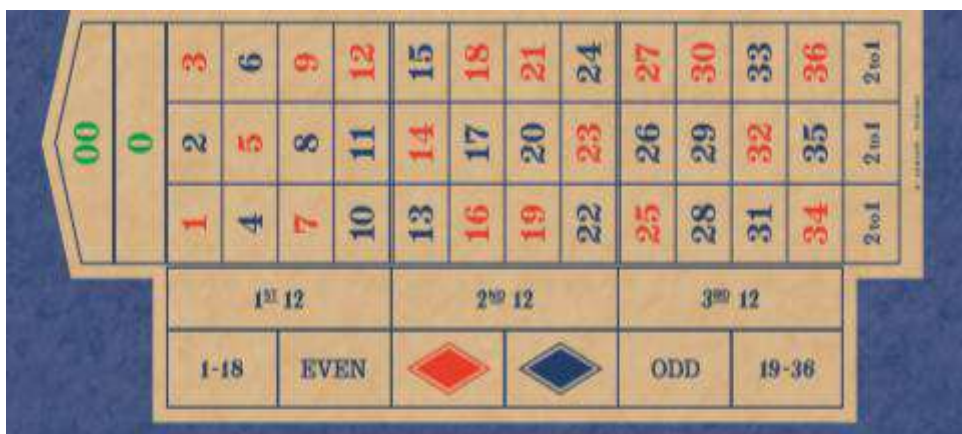 00
0
3 6 9 12 15 18 21 24 27 30 33 36 2 to 1
2 5 8 11 14 17 20 23 26 29 32 35 2 to 1
1 4 7 10 13 16 19 22 25 28 31 34 2 to 1
1ST 12 2ND 12 3RD 12
1-18 EVEN ODD 19-36